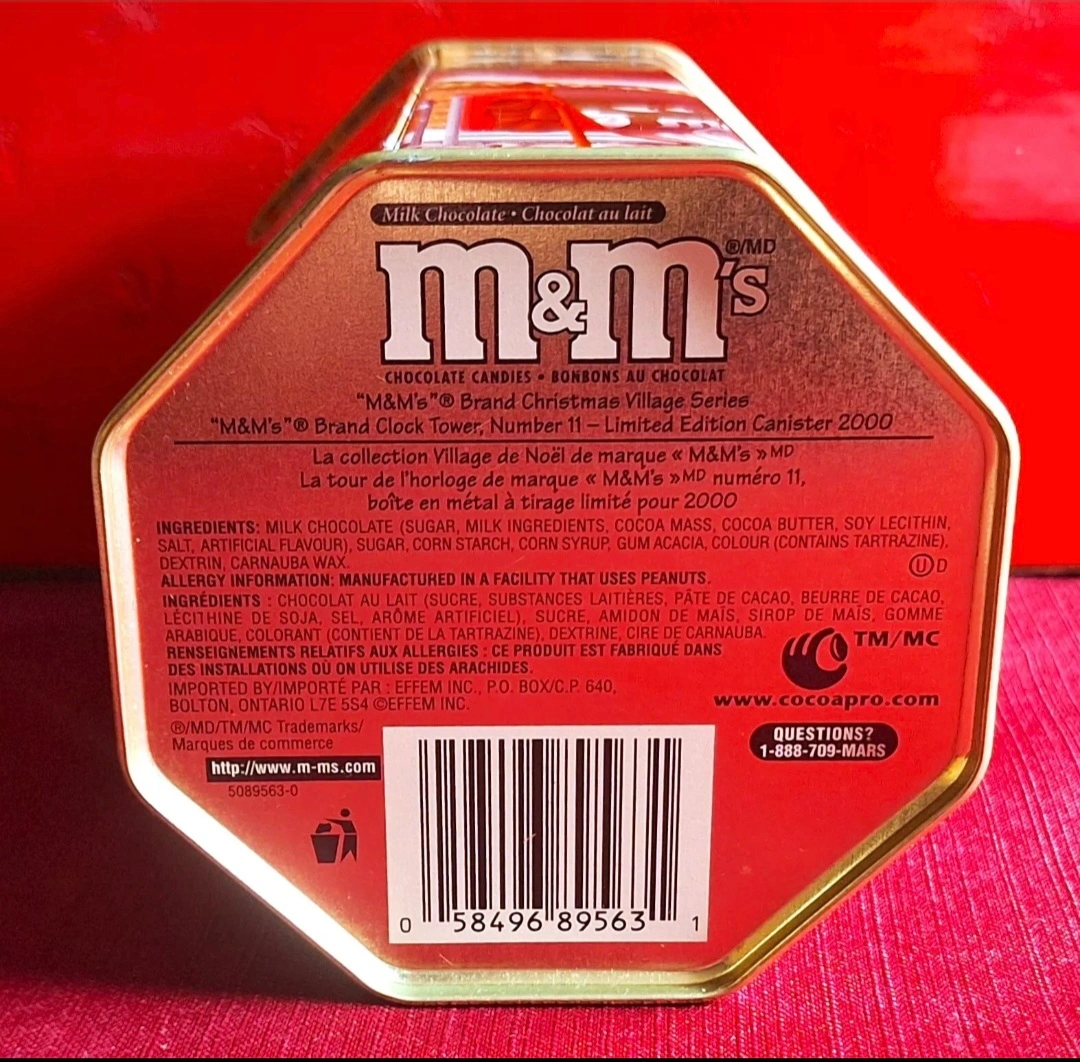 Milk Chocolate • Chocolat au lait
m&m's ®/MD
CHOCOLATE CANDIES • BONBONS AU CHOCOLAT
"M&M's"® Brand Christmas Village Series
"M&M's"® Brand Clock Tower, Number 11 – Limited Edition Canister 2000
La collection Village de Noël de marque « M&M's » MD
La tour de l'horloge de marque « M&M's » MD numéro 11,
boîte en métal à tirage limité pour 2000
INGREDIENTS: MILK CHOCOLATE (SUGAR, MILK INGREDIENTS, COCOA MASS, COCOA BUTTER, SOY LECITHIN,
SALT, ARTIFICIAL FLAVOUR), SUGAR, CORN STARCH, CORN SYRUP, GUM ACACIA, COLOUR (CONTAINS TARTRAZINE),
DEXTRIN, CARNAUBA WAX.
U D
ALLERGY INFORMATION: MANUFACTURED IN A FACILITY THAT USES PEANUTS.
INGRÉDIENTS : CHOCOLAT AU LAIT (SUCRE, SUBSTANCES LAITIÈRES, PÂTE DE CACAO, BEURRE DE CACAO,
LÉCITHINE DE SOJA, SEL, ARÔME ARTIFICIEL), SUCRE, AMIDON DE MAÏS, SIROP DE MAÏS, GOMME
ARABIQUE, COLORANT (CONTIENT DE LA TARTRAZINE), DEXTRINE, CIRE DE CARNAUBA.
RENSEIGNEMENTS RELATIFS AUX ALLERGIES : CE PRODUIT EST FABRIQUÉ DANS
DES INSTALLATIONS OÙ ON UTILISE DES ARACHIDES.
TM/MC
www.cocoapro.com
IMPORTED BY/IMPORTÉ PAR : EFFEM INC., P.O. BOX/C.P. 640,
BOLTON, ONTARIO L7E 5S4 ©EFFEM INC.
®/MD/TM/MC Trademarks/
Marques de commerce
QUESTIONS?
1-888-709-MARS
http://www.m-ms.com
5089563-0
0 58496 89563 1